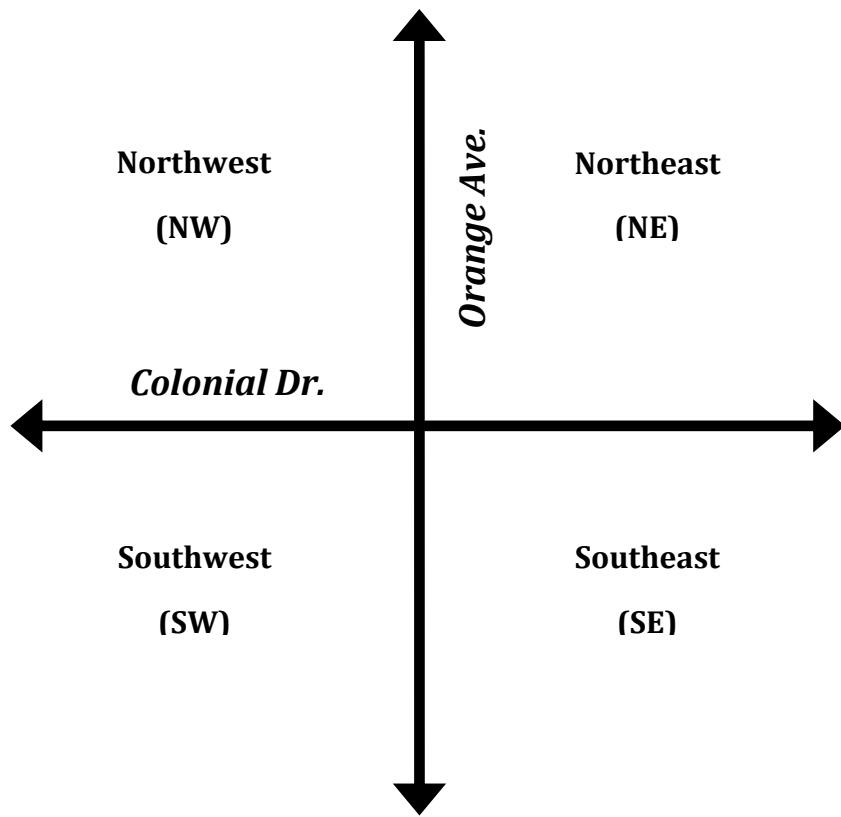 Northwest
(NW)
Orange Ave.
Northeast
(NE)
Colonial Dr.
Southwest
(SW)
Southeast
(SE)